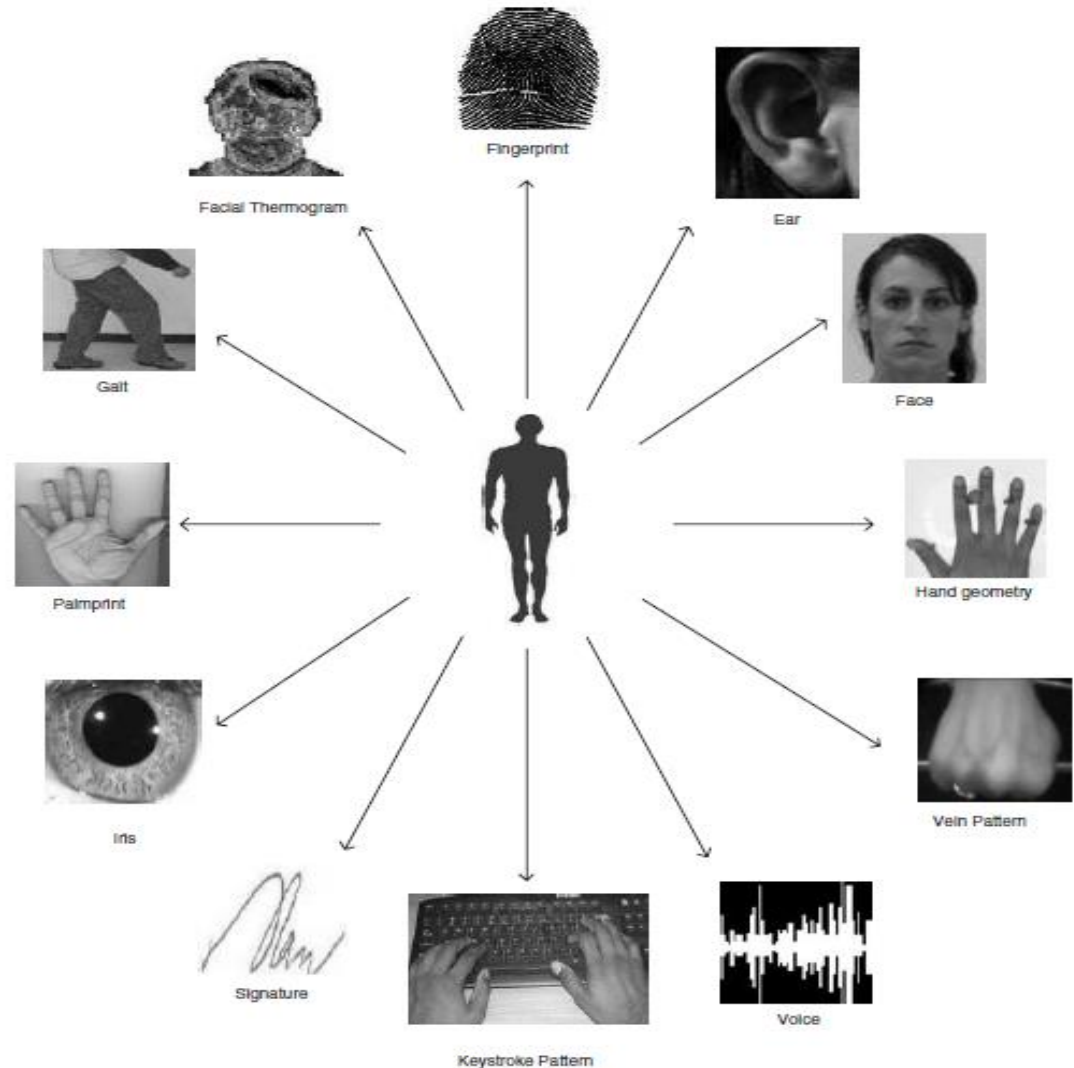 Fingerprint
Facial Thermogram
Ear
Gait
Face
Palmprint
Hand geometry
Iris
Vein Pattern
Signature
Voice
Keystroke Pattern